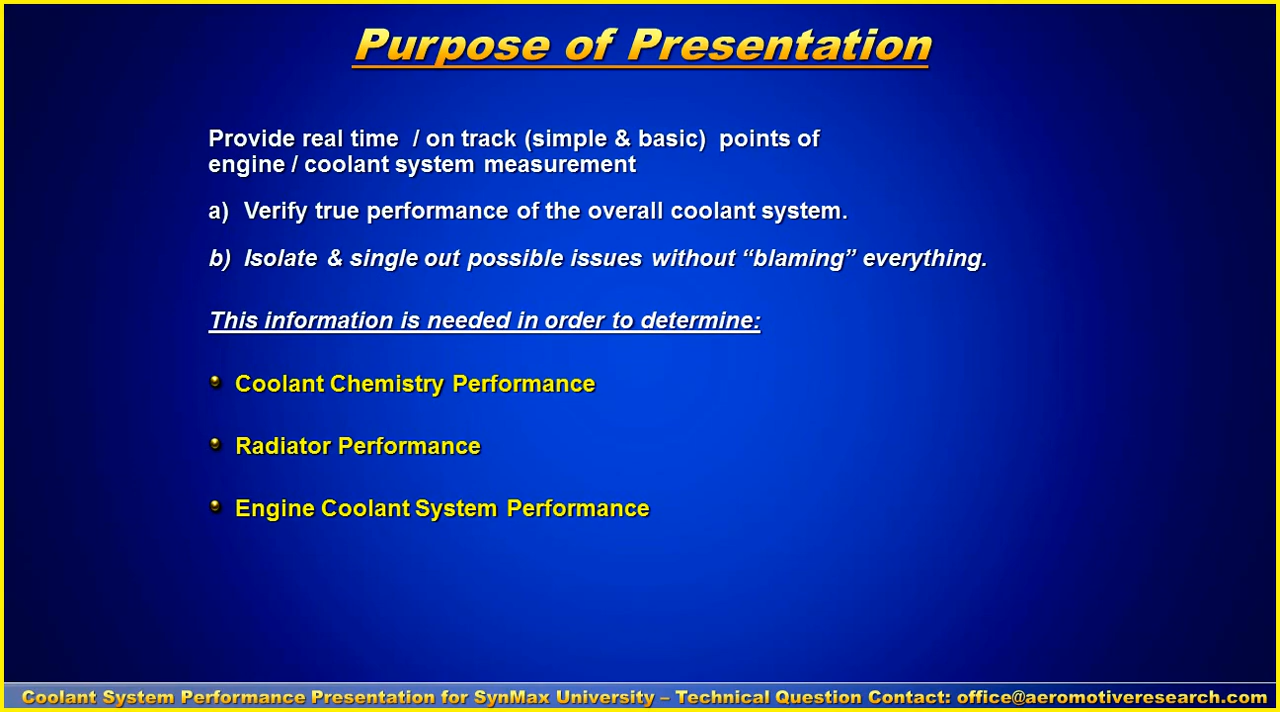 Purpose of Presentation
Provide real time / on track (simple & basic) points of
engine / coolant system measurement
a) Verify true performance of the overall coolant system.
b) Isolate & single out possible issues without “blaming” everything.
This information is needed in order to determine:
Coolant Chemistry Performance
Radiator Performance
Engine Coolant System Performance
Coolant System Performance Presentation for SynMax University – Technical Question Contact: office@aeromotiveresearch.com